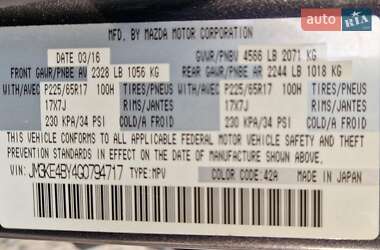 auto RIA
MFD. BY MAZDA MOTOR CORPORATION
DATE 03/16 GVWR/PNBV 4566 LB 2071 KG
FRONT GAWR/PNBE AV 2328 LB 1056 KG REAR GAWR/PNBE AR 2244 LB 1018 KG
WITH/AVEC P225/65R17 100H TIRES/PNEUS WITH/AVEC P225/65R17 100H TIRES/PNEUS
17X7J RIMS/JANTES 17X7J RIMS/JANTES
230 KPA/34 PSI 230 KPA/34 PSI
THIS VEHICLE CONFORMS TO ALL APPLICABLE FEDERAL MOTOR VEHICLE SAFETY,
BUMPER, AND THEFT PREVENTION STANDARDS IN EFFECT
ON THE DATE OF MANUFACTURE SHOWN ABOVE.
VIN: JM3KE4BY4G0794717 TYPE:MPV COLOR CODE:42A MADE IN JAPAN